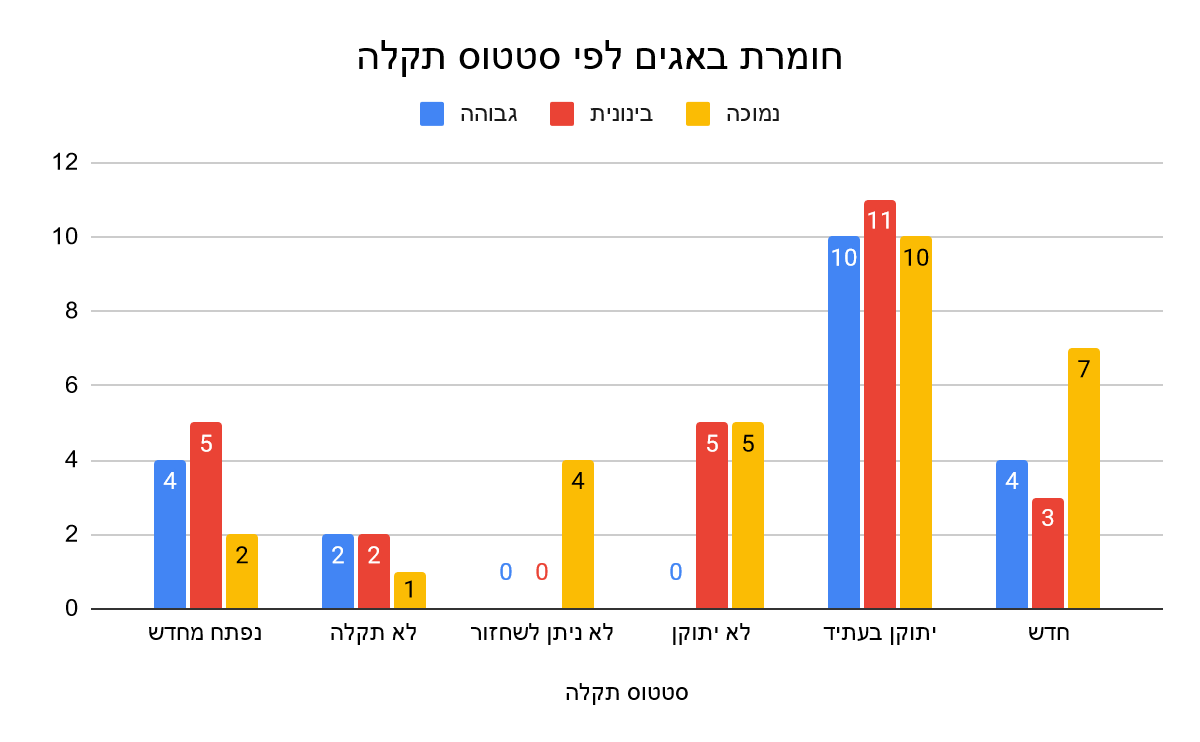 חומרת באגים לפי סטטוס תקלה
גבוהה בינונית נמוכה
12
10
8
6
4
2
0
4 5 2
2 2 1
0 0 4
0 5 5
10 11 10
4 3 7
נפתח מחדש
לא תקלה
לא ניתן לשחזור
לא יתוקן
יתוקן בעתיד
חדש
סטטוס תקלה